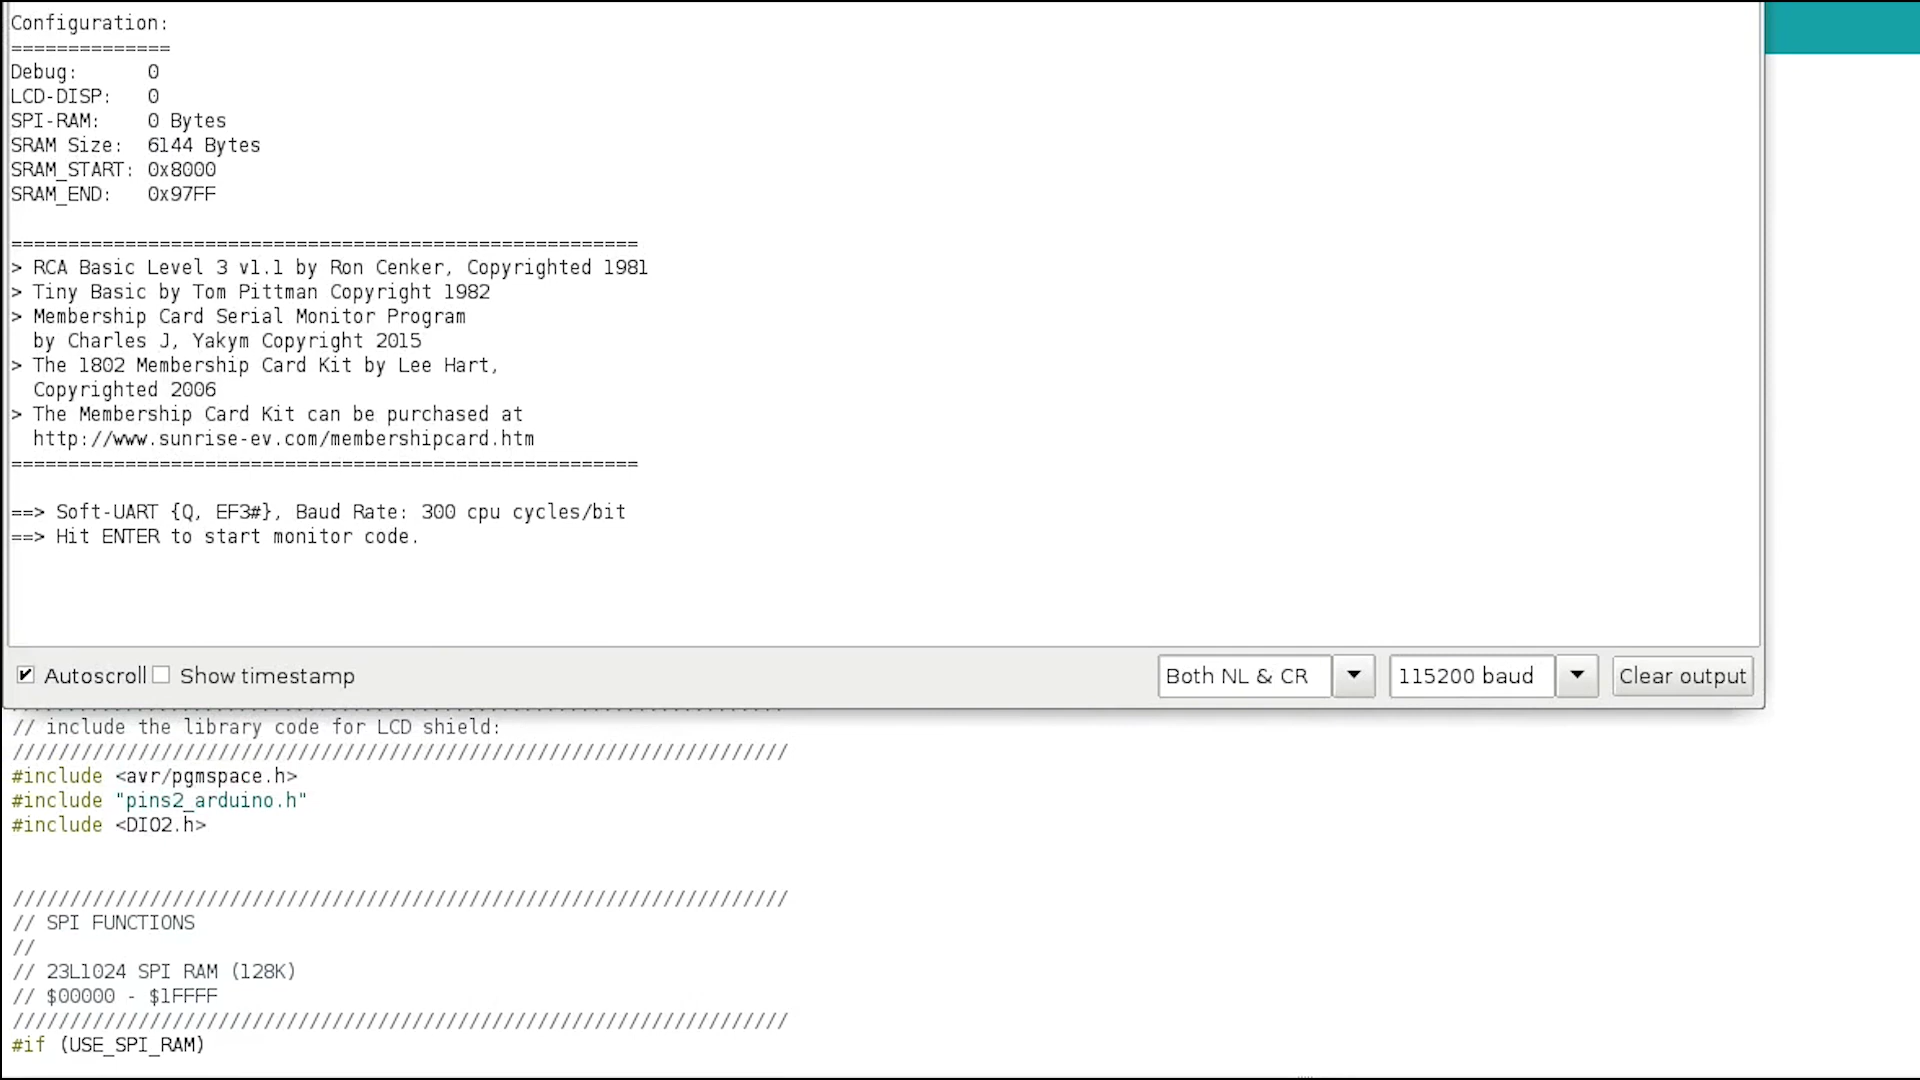 Configuration:
==============
Debug: 0
LCD-DISP: 0
SPI-RAM: 0 Bytes
SRAM Size: 6144 Bytes
SRAM_START: 0x8000
SRAM_END: 0x97FF
=======================================================
> RCA Basic Level 3 v1.1 by Ron Cenker, Copyrighted 1981
> Tiny Basic by Tom Pittman Copyright 1982
> Membership Card Serial Monitor Program
by Charles J, Yakym Copyright 2015
> The 1802 Membership Card Kit by Lee Hart,
Copyrighted 2006
> The Membership Card Kit can be purchased at
http://www.sunrise-ev.com/membershipcard.htm
=======================================================
==> Soft-UART {Q, EF3#}, Baud Rate: 300 cpu cycles/bit
==> Hit ENTER to start monitor code.
Autoscroll Show timestamp Both NL & CR 115200 baud Clear output
// include the library code for LCD shield:
////////////////////////////////////////////////////////////////////
#include <avr/pgmspace.h>
#include "pins2_arduino.h"
#include <DIO2.h>
////////////////////////////////////////////////////////////////////
// SPI FUNCTIONS
//
// 23L1024 SPI RAM (128K)
// $00000 - $1FFFF
////////////////////////////////////////////////////////////////////
#if (USE_SPI_RAM)